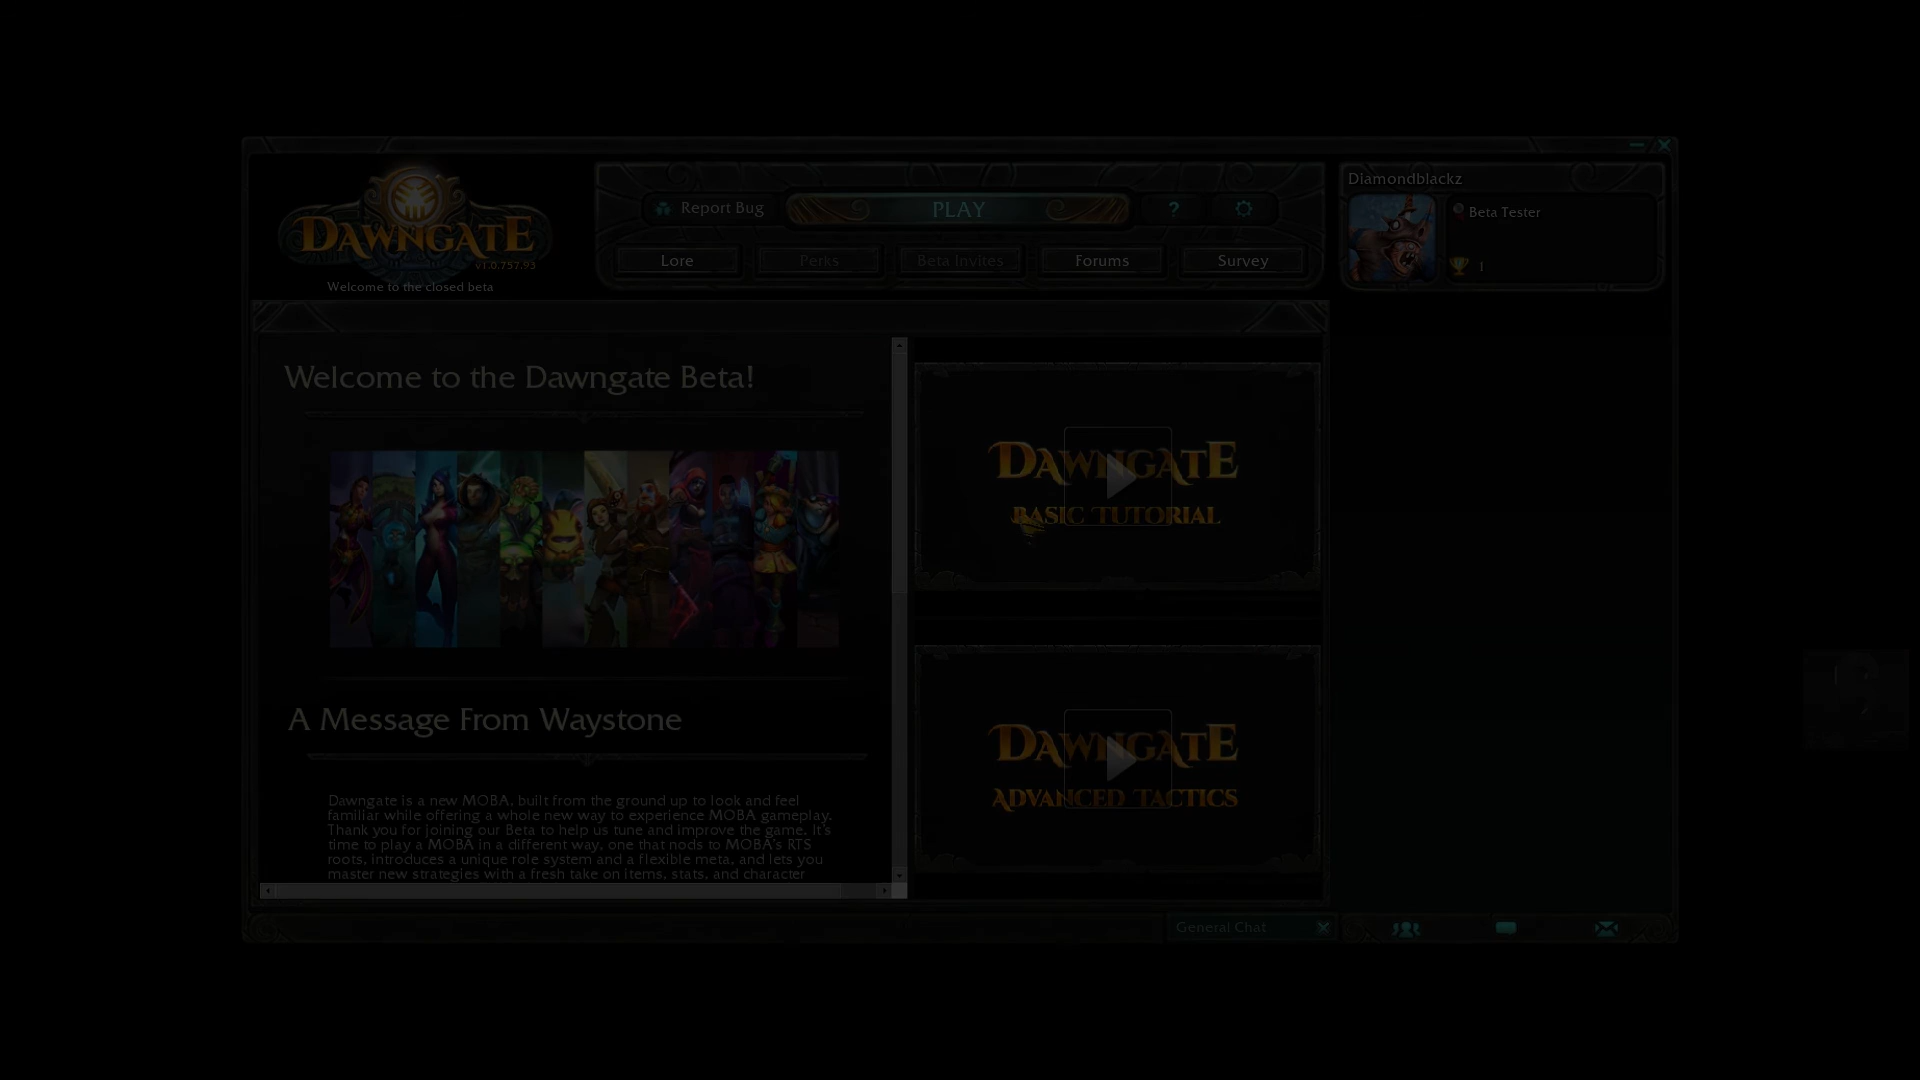 Diamondblackz
Report Bug
PLAY
?
Beta Tester
DAWNGATE
v1.0.757.93
Lore
Perks
Beta Invites
Forums
Survey
1
Welcome to the closed beta
Welcome to the Dawngate Beta!
DAWNGATE
BASIC TUTORIAL
A Message From Waystone
DAWNGATE
ADVANCED TACTICS
Dawngate is a new MOBA, built from the ground up to look and feel
familiar while offering a whole new way to experience MOBA gameplay.
Thank you for joining our Beta to help us tune and improve the game. It's
time to play a MOBA in a different way, one that nods to MOBA's RTS
roots, introduces a unique role system and a flexible meta, and lets you
master new strategies with a fresh take on items, stats, and character
General Chat